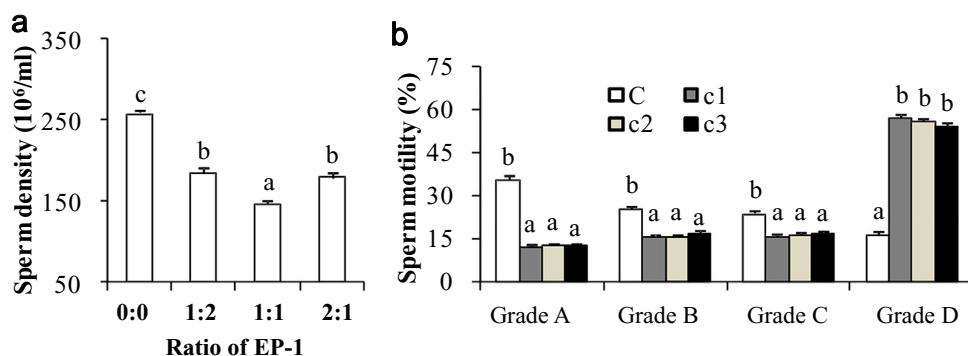 a
Sperm density (10⁶/ml)
350
250
150
50
c
b
a
b
0:0 1:2 1:1 2:1
Ratio of EP-1
b
Sperm motility (%)
75
60
45
30
15
0
C c1
c2 c3
b a a a
b a a a
b a a a
a b b b
Grade A Grade B Grade C Grade D